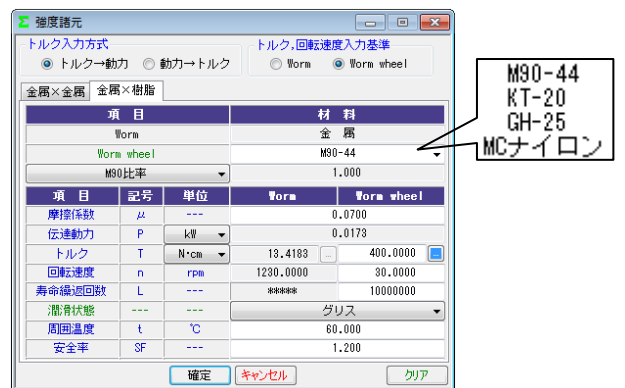 Σ 強度諸元
トルク入力方式
トルク→動力 動力→トルク
トルク,回転速度入力基準
Worm Worm wheel
金属×金属 金属×樹脂
項 目 材 料
Worm 金 属
Worm wheel M90-44
M90比率 1.000
項 目 記号 単位 Worm Worm wheel
摩擦係数 μ --- 0.0700
伝達動力 P kW 0.0173
トルク T N·cm 13.4183 ... 400.0000 ...
回転速度 n rpm 1230.0000 30.0000
寿命繰返回数 L --- ***** 10000000
潤滑状態 --- --- グリス
周囲温度 t ℃ 60.000
安全率 SF --- 1.200
確定 キャンセル クリア
M90-44
KT-20
GH-25
MCナイロン